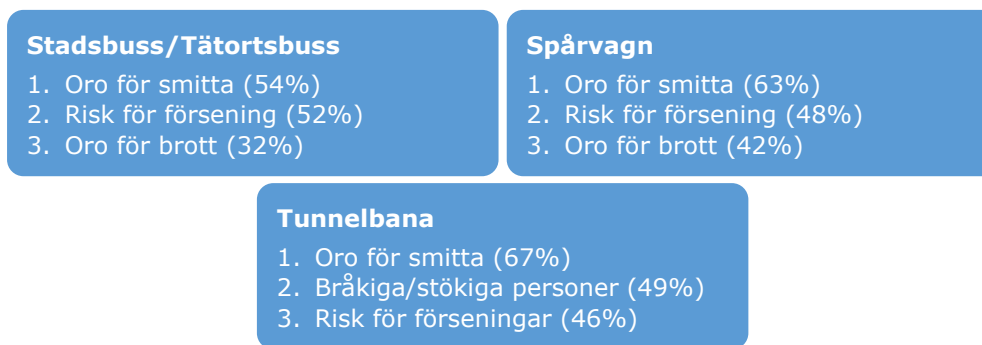 Stadsbuss/Tätortsbuss
1. Oro för smitta (54%)
2. Risk för försening (52%)
3. Oro för brott (32%)
Spårvagn
1. Oro för smitta (63%)
2. Risk för försening (48%)
3. Oro för brott (42%)
Tunnelbana
1. Oro för smitta (67%)
2. Bråkiga/stökiga personer (49%)
3. Risk för förseningar (46%)